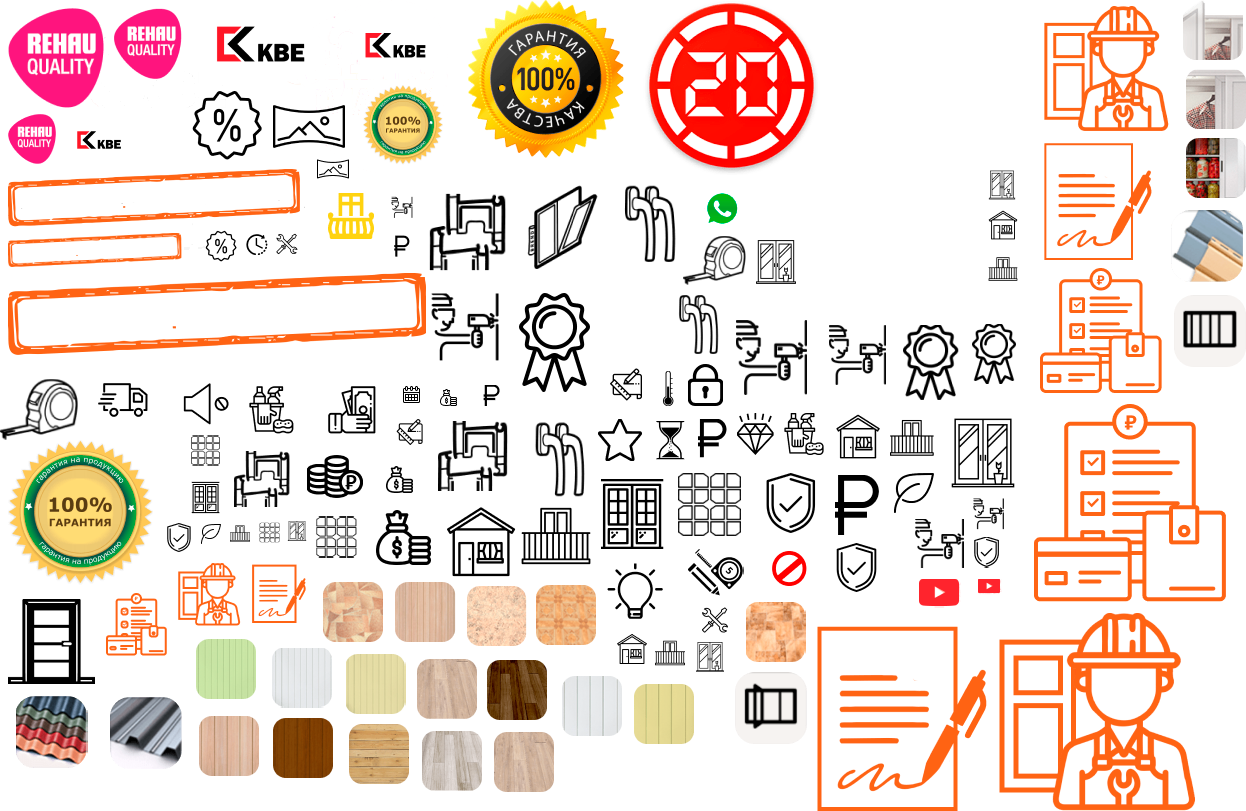 REHAU
QUALITY
REHAU
QUALITY
KBE
KBE
ГАРАНТИЯ
100%
КАЧЕСТВА
20
REHAU
QUALITY
KBE
%
100%
ГАРАНТИЯ
%
₽
₽
₽
₽
гарантия на продукцию
100%
ГАРАНТИЯ
гарантия на продукцию
₽
$
$
₽
₽
$
₽